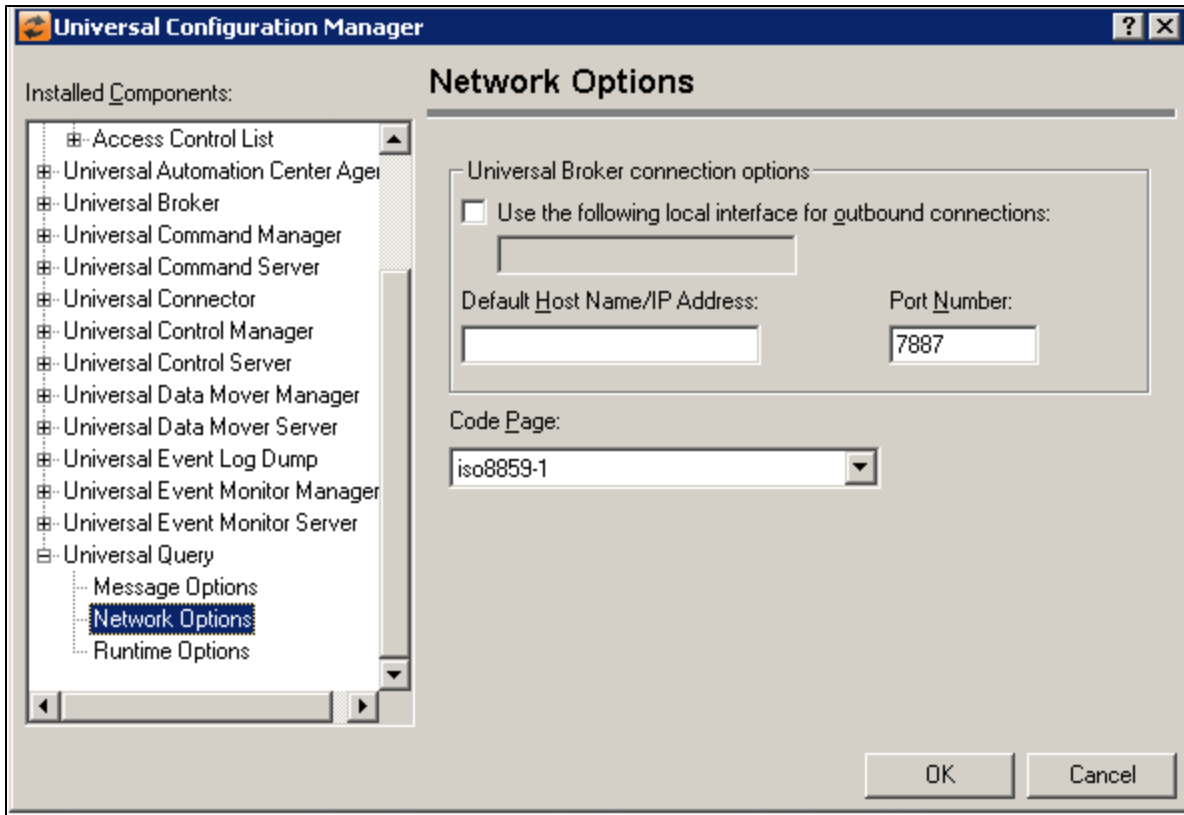 Universal Configuration Manager
Installed Components:
Access Control List
Universal Automation Center Agen
Universal Broker
Universal Command Manager
Universal Command Server
Universal Connector
Universal Control Manager
Universal Control Server
Universal Data Mover Manager
Universal Data Mover Server
Universal Event Log Dump
Universal Event Monitor Manager
Universal Event Monitor Server
Universal Query
Message Options
Network Options
Runtime Options
Network Options
Universal Broker connection options
Use the following local interface for outbound connections:
Default Host Name/IP Address: Port Number:
7887
Code Page:
iso8859-1
OK Cancel